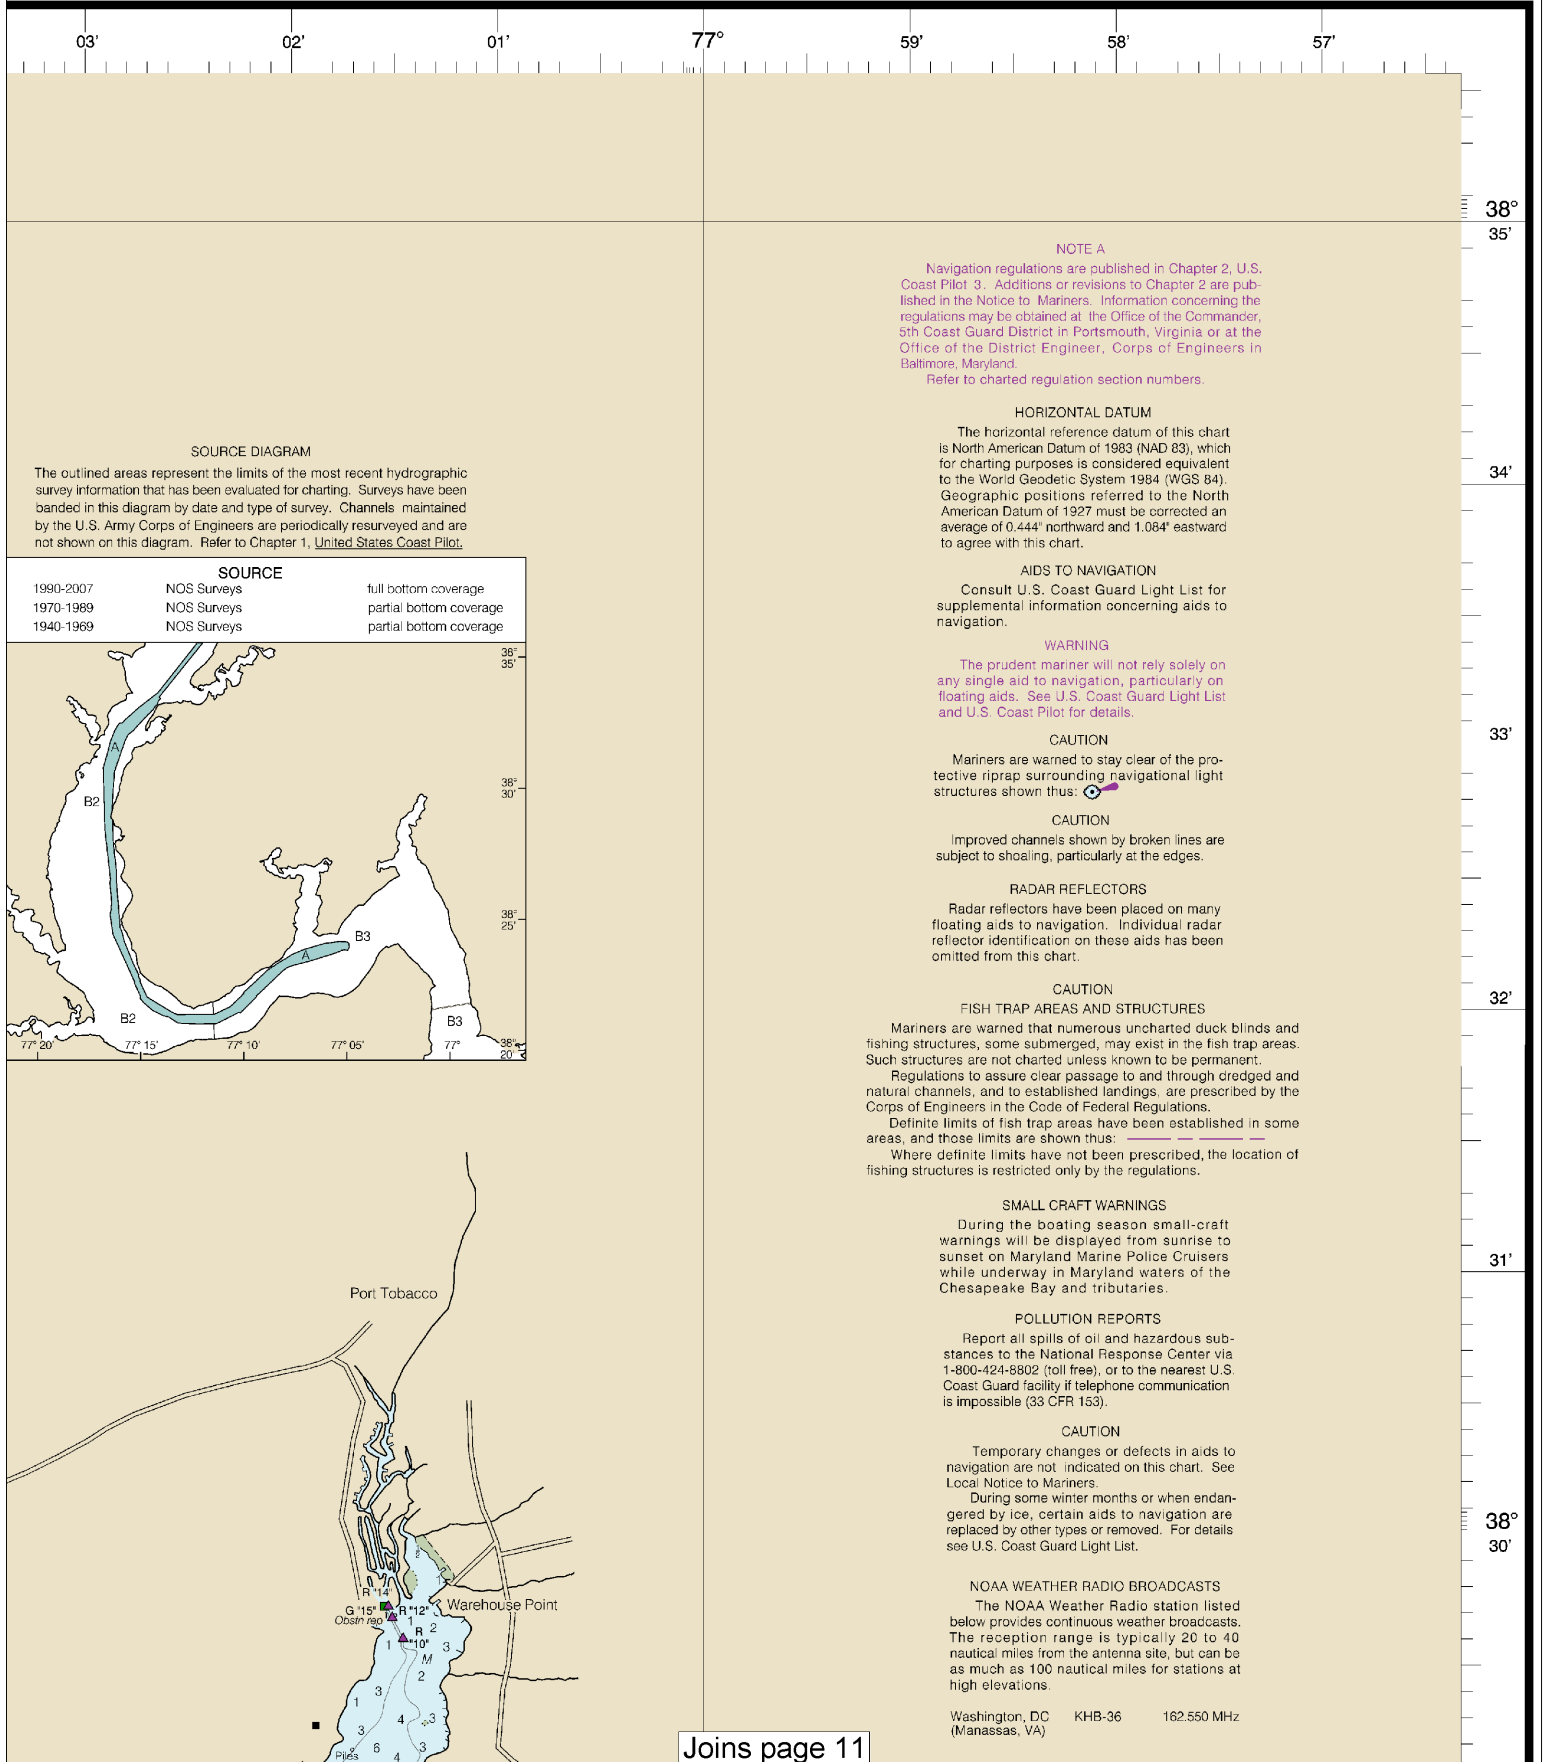 03'
02'
01'
77°
59'
58'
57'
38°
35'
34'
33'
32'
31'
38°
30'
NOTE A
Navigation regulations are published in Chapter 2, U.S.
Coast Pilot 3. Additions or revisions to Chapter 2 are pub-
lished in the Notice to Mariners. Information concerning the
regulations may be obtained at the Office of the Commander,
5th Coast Guard District in Portsmouth, Virginia or at the
Office of the District Engineer, Corps of Engineers in
Baltimore, Maryland.
Refer to charted regulation section numbers.
HORIZONTAL DATUM
The horizontal reference datum of this chart
is North American Datum of 1983 (NAD 83), which
for charting purposes is considered equivalent
to the World Geodetic System 1984 (WGS 84).
Geographic positions referred to the North
American Datum of 1927 must be corrected an
average of 0.444" northward and 1.084" eastward
to agree with this chart.
AIDS TO NAVIGATION
Consult U.S. Coast Guard Light List for
supplemental information concerning aids to
navigation.
WARNING
The prudent mariner will not rely solely on
any single aid to navigation, particularly on
floating aids. See U.S. Coast Guard Light List
and U.S. Coast Pilot for details.
CAUTION
Mariners are warned to stay clear of the pro-
tective riprap surrounding navigational light
structures shown thus:
CAUTION
Improved channels shown by broken lines are
subject to shoaling, particularly at the edges.
RADAR REFLECTORS
Radar reflectors have been placed on many
floating aids to navigation. Individual radar
reflector identification on these aids has been
omitted from this chart.
CAUTION
FISH TRAP AREAS AND STRUCTURES
Mariners are warned that numerous uncharted duck blinds and
fishing structures, some submerged, may exist in the fish trap areas.
Such structures are not charted unless known to be permanent.
Regulations to assure clear passage to and through dredged and
natural channels, and to established landings, are prescribed by the
Corps of Engineers in the Code of Federal Regulations.
Definite limits of fish trap areas have been established in some
areas, and those limits are shown thus:
Where definite limits have not been prescribed, the location of
fishing structures is restricted only by the regulations.
SMALL CRAFT WARNINGS
During the boating season small-craft
warnings will be displayed from sunrise to
sunset on Maryland Marine Police Cruisers
while underway in Maryland waters of the
Chesapeake Bay and tributaries.
POLLUTION REPORTS
Report all spills of oil and hazardous sub-
stances to the National Response Center via
1-800-424-8802 (toll free), or to the nearest U.S.
Coast Guard facility if telephone communication
is impossible (33 CFR 153).
CAUTION
Temporary changes or defects in aids to
navigation are not indicated on this chart. See
Local Notice to Mariners.
During some winter months or when endan-
gered by ice, certain aids to navigation are
replaced by other types or removed. For details
see U.S. Coast Guard Light List.
NOAA WEATHER RADIO BROADCASTS
The NOAA Weather Radio station listed
below provides continuous weather broadcasts.
The reception range is typically 20 to 40
nautical miles from the antenna site, but can be
as much as 100 nautical miles for stations at
high elevations.
Washington, DC KHB-36 162.550 MHz
(Manassas, VA)
SOURCE DIAGRAM
The outlined areas represent the limits of the most recent hydrographic
survey information that has been evaluated for charting. Surveys have been
banded in this diagram by date and type of survey. Channels maintained
by the U.S. Army Corps of Engineers are periodically resurveyed and are
not shown on this diagram. Refer to Chapter 1, United States Coast Pilot.
SOURCE
1990-2007 NOS Surveys full bottom coverage
1970-1989 NOS Surveys partial bottom coverage
1940-1969 NOS Surveys partial bottom coverage
35'
A
B2
38°
30'
38°
25'
B3
A
B2
B3
77° 20' 77° 15' 77° 10' 77° 05' 77°
38°
20'
Port Tobacco
R "14"
G "15"
R "12"
Warehouse Point
Obstn rep
1
2
R
"10"
1
3
M
2
3
1
4
3
3
Piles
6
4
3
Joins page 11